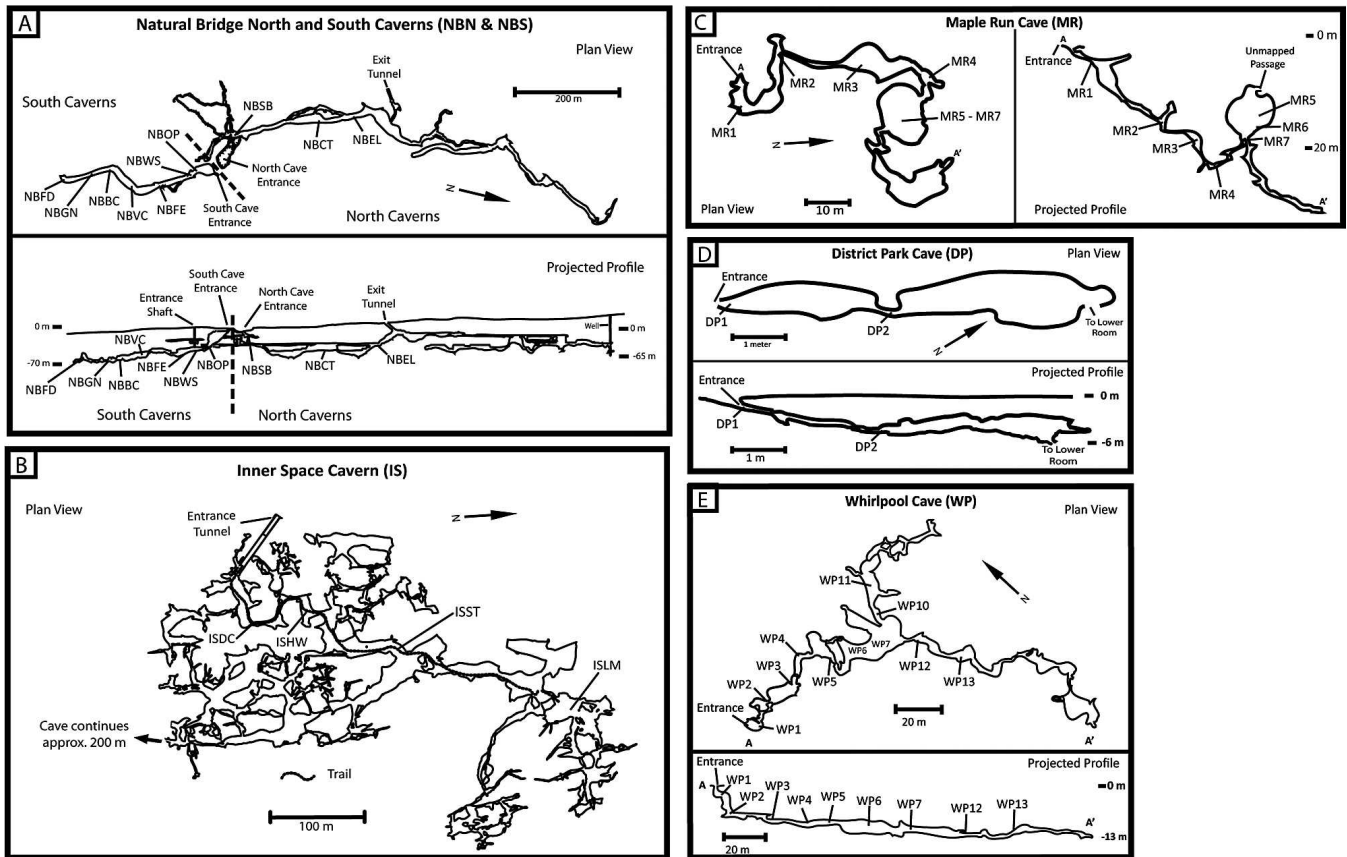 A
Natural Bridge North and South Caverns (NBN & NBS)
Plan View
Exit
Tunnel
200 m
South Caverns
NBSB
NBOP
NBCT
NBEL
NBWS
North Cave
Entrance
NBFD
NBGN
NBBC
NBVC
NBFE
South Cave
Entrance
N
North Caverns
Projected Profile
South Cave
Entrance
North Cave
Entrance
Exit
Tunnel
Entrance
Shaft
0 m
Well
0 m
NBVC
-70 m
-65 m
NBFD
NBGN
NBBC
NBFE
NBWS
NBOP
NBSB
NBCT
NBEL
South Caverns
North Caverns
B
Inner Space Cavern (IS)
Plan View
Entrance
Tunnel
N
ISDC
ISHW
ISST
ISLM
Cave continues
approx. 200 m
Trail
100 m
C
Maple Run Cave (MR)
Entrance
A
MR2
MR3
MR4
MR1
MR5 - MR7
N
A'
Plan View
10 m
A
0 m
Entrance
Unmapped
Passage
MR1
MR5
MR2
MR6
MR3
MR7
20 m
MR4
A'
Projected Profile
D
District Park Cave (DP)
Plan View
Entrance
DP1
DP2
To Lower
Room
1 meter
N
Projected Profile
Entrance
0 m
DP1
DP2
-6 m
1 m
To Lower
Room
E
Whirlpool Cave (WP)
Plan View
N
WP11
WP10
WP4
WP7
WP6
WP3
WP5
WP12
WP13
WP2
Entrance
WP1
20 m
A
A'
Projected Profile
Entrance
A
WP1
WP2
WP3
WP4
WP5
WP6
WP7
WP12
WP13
0 m
A'
-13 m
20 m